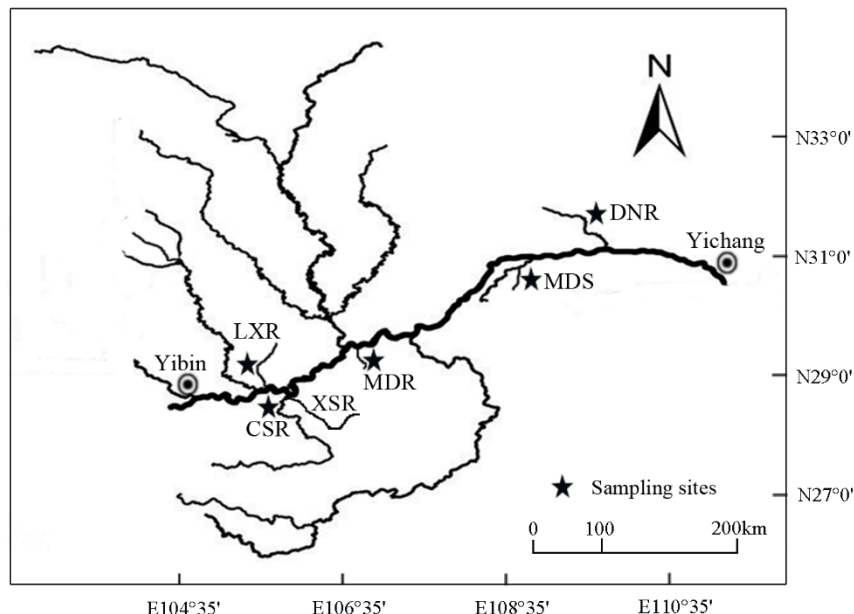 N
N33°0'
DNR
Yichang
N31°0'
MDS
LXR
Yibin
MDR
N29°0'
XSR
CSR
Sampling sites
N27°0'
0 100 200km
E104°35' E106°35' E108°35' E110°35'